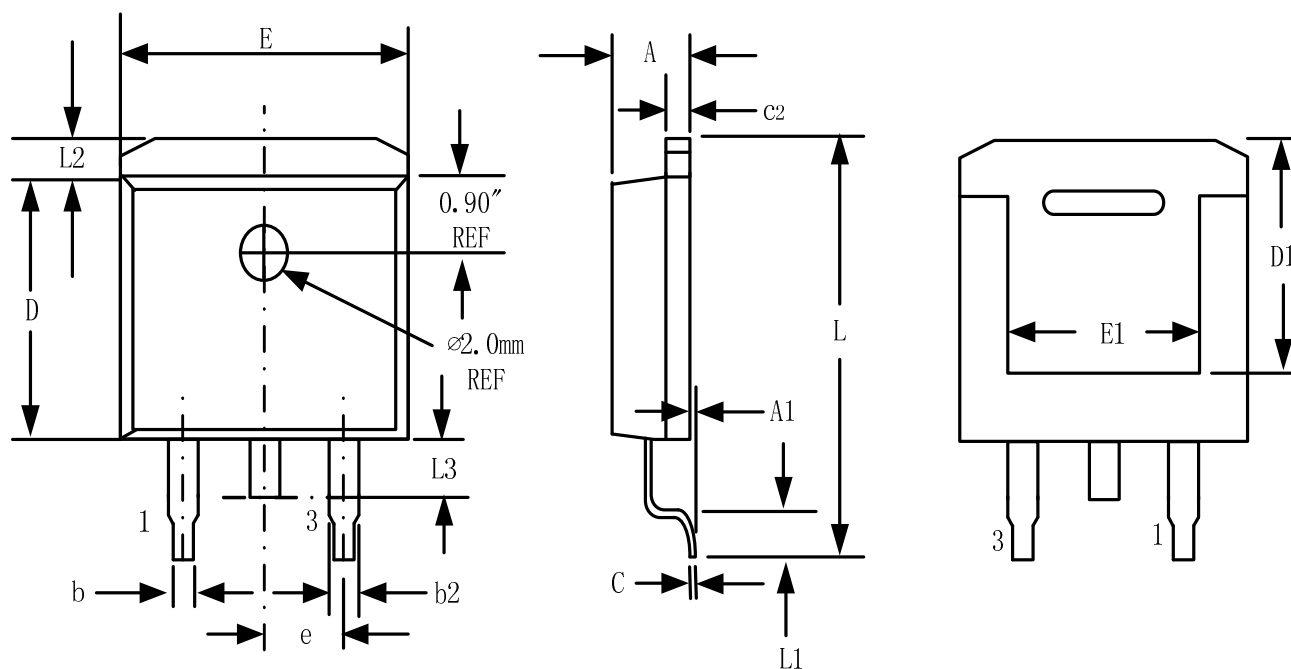 E
A
c2
L2
0.90″
REF
D
D1
L
E1
∅2.0mm
REF
A1
L3
1
3
3
1
b
b2
C
e
L1